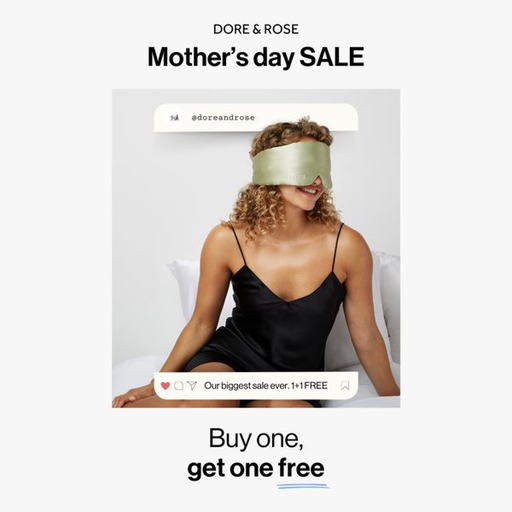 DORE & ROSE
Mother's day SALE
@doreandrose
Our biggest sale ever. 1+1 FREE
Buy one,
get one free